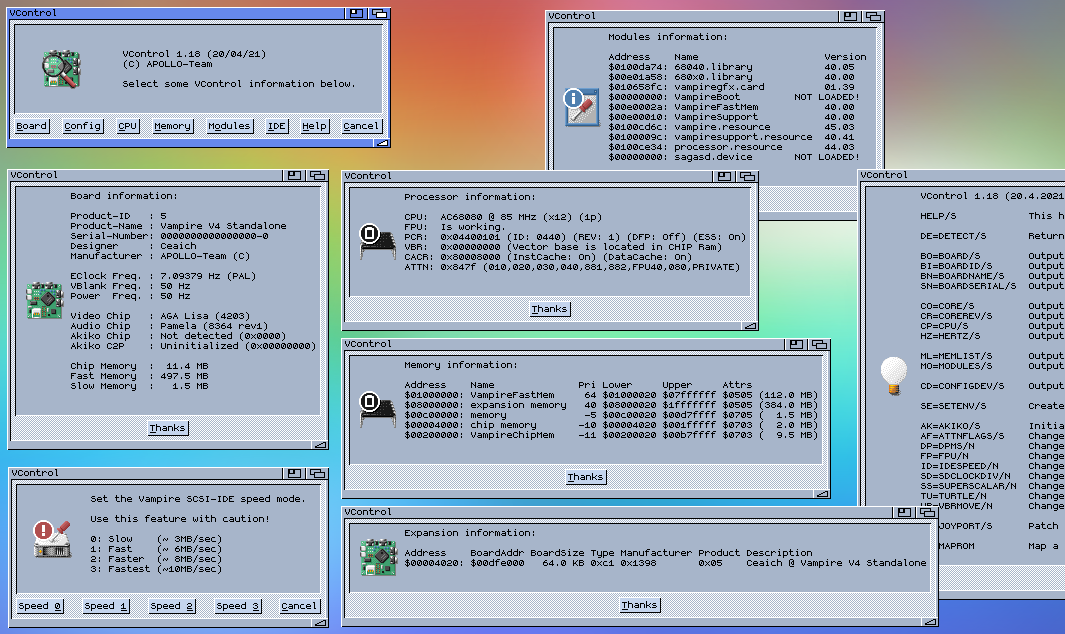 VControl
VControl 1.18 (20/04/21)
(C) APOLLO-Team
Select some VControl information below.
Board Config CPU Memory Modules IDE Help Cancel
VControl
Modules information:
Address Name Version
$0100da74: 68040.library 40.05
$00e01a58: 680x0.library 40.00
$010658fc: vampiregfx.card 01.39
$00000000: VampireBoot NOT LOADED!
$00e0002a: VampireFastMem 40.00
$00e00010: VampireSupport 40.00
$0100cd6c: vampire.resource 45.03
$0100009c: vampiresupport.resource 40.41
$0100ce34: processor.resource 44.03
$00000000: sagasd.device NOT LOADED!
VControl
Board information:
Product-ID : 5
Product-Name : Vampire V4 Standalone
Serial-Number: 0000000000000000-0
Designer : Ceaich
Manufacturer : APOLLO-Team (C)
EClock Freq. : 7.09379 Hz (PAL)
VBlank Freq. : 50 Hz
Power  Freq. : 50 Hz
Video Chip : AGA Lisa (4203)
Audio Chip : Pamela (8364 rev1)
Akiko Chip : Not detected (0x0000)
Akiko C2P : Uninitialized (0x00000000)
Chip Memory : 11.4 MB
Fast Memory : 497.5 MB
Slow Memory : 1.5 MB
Thanks
VControl
Processor information:
CPU: AC68080 @ 85 MHz (x12) (1p)
FPU: Is working.
PCR: 0x04400101 (ID: 0440) (REV: 1) (DFP: Off) (ESS: On)
VBR: 0x00000000 (Vector base is located in CHIP Ram)
CACR: 0x80008000 (InstCache: On) (DataCache: On)
ATTN: 0x847f (010,020,030,040,881,882,FPU40,080,PRIVATE)
Thanks
VControl
Memory information:
Address Name Pri Lower Upper Attrs
$01000000: VampireFastMem 64 $01000020 $07ffffff $0505 (112.0 MB)
$08000000: expansion memory 40 $08000020 $1fffffff $0505 (384.0 MB)
$00c00000: memory -5 $00c00020 $00d7ffff $0705 ( 1.5 MB)
$00004000: chip memory -10 $00004020 $001fffff $0703 ( 2.0 MB)
$00200000: VampireChipMem -11 $00200020 $00b7ffff $0703 ( 9.5 MB)
Thanks
VControl
VControl 1.18 (20.4.2021
HELP/S This h
DE=DETECT/S Return
BO=BOARD/S Output
BI=BOARDID/S Output
BN=BOARDNAME/S Output
SN=BOARDSERIAL/S Output
CO=CORE/S Output
CR=COREREV/S Output
CP=CPU/S Output
HZ=HERTZ/S Output
ML=MEMLIST/S Output
MO=MODULES/S Output
CD=CONFIGDEV/S Output
SE=SETENV/S Create
AK=AKIKO/S Initia
AF=ATTNFLAGS/S Change
DP=DPMS/N Change
FP=FPU/N Change
ID=IDESPEED/N Change
SD=SDCLOCKDIV/N Change
SS=SUPERSCALAR/N Change
TU=TURTLE/N Change
VBRMOVE/N Change
JOYPORT/S Patch
MAPROM Map a
VControl
Set the Vampire SCSI-IDE speed mode.
Use this feature with caution!
0: Slow (~ 3MB/sec)
1: Fast (~ 6MB/sec)
2: Faster (~ 8MB/sec)
3: Fastest (~10MB/sec)
Speed 0 Speed 1 Speed 2 Speed 3 Cancel
VControl
Expansion information:
Address BoardAddr BoardSize Type Manufacturer Product Description
$00004020: $00dfe000 64.0 KB 0xc1 0x1398 0x05 Ceaich @ Vampire V4 Standalone
Thanks